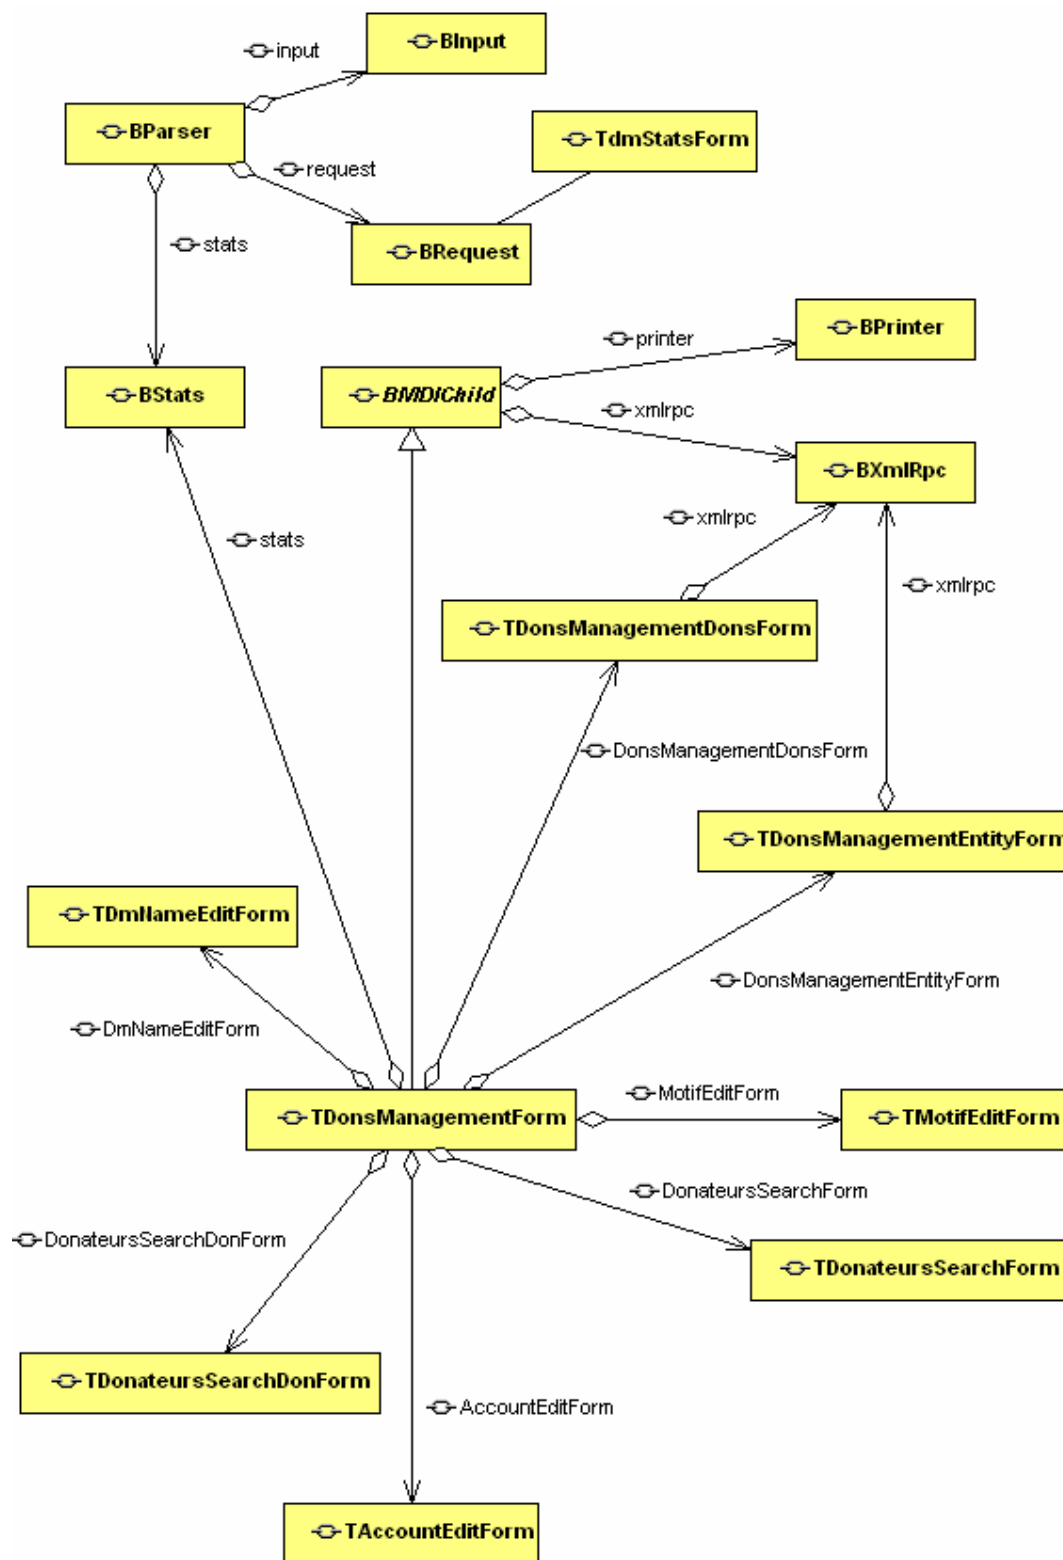 BInput
input
BParser
TdmStatsForm
request
BRequest
stats
BPrinter
printer
BStats
BMDIChild
xmlrpc
BXmlRpc
xmlrpc
stats
xmlrpc
TDonsManagementDonsForm
DonsManagementDonsForm
TDonsManagementEntityForm
TDmNameEditForm
DonsManagementEntityForm
DmNameEditForm
MotifEditForm
TDonsManagementForm
TMotifEditForm
DonateursSearchForm
DonateursSearchDonForm
TDonateursSearchForm
TDonateursSearchDonForm
AccountEditForm
TAccountEditForm